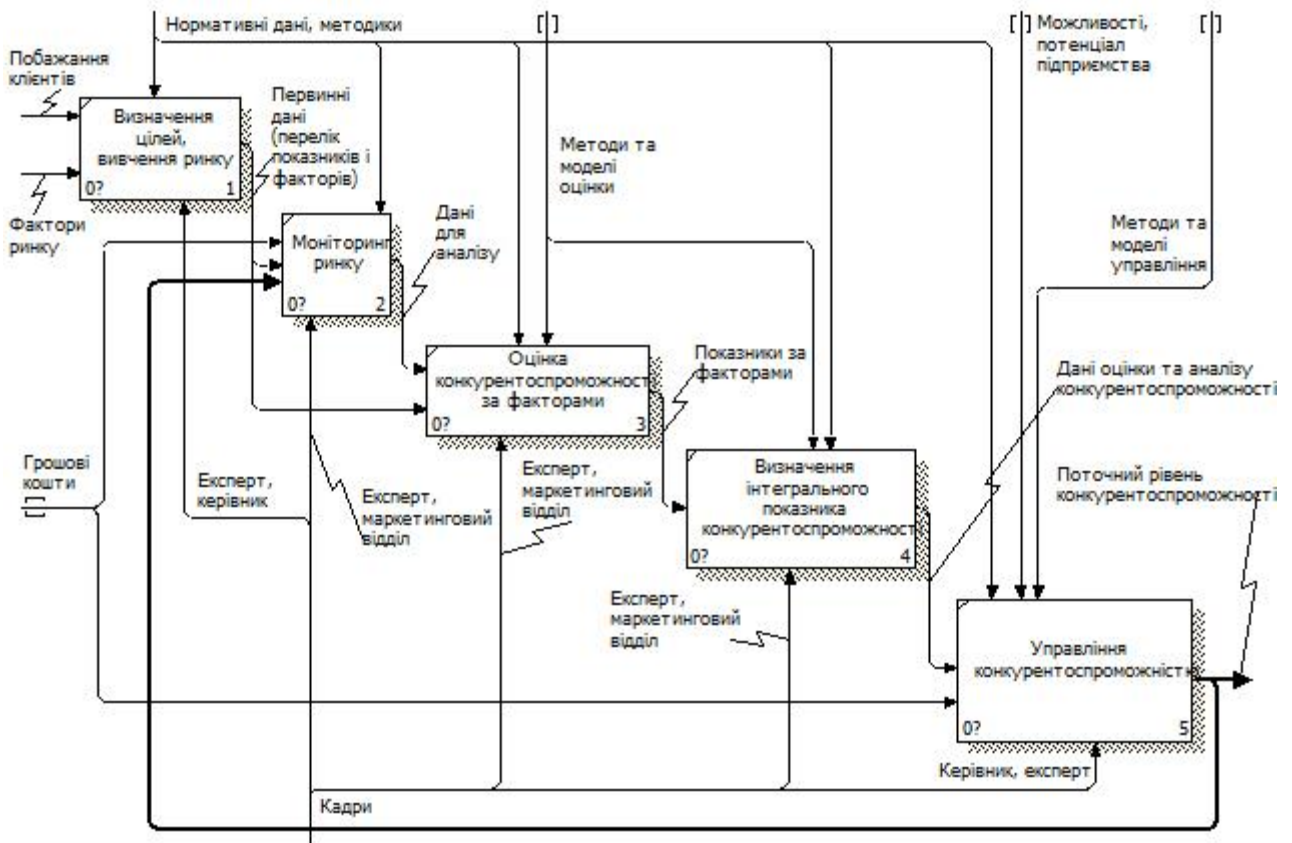 Нормативні дані, методики
[ ]
[ ]
Можливості,
потенціал
підприємства
[ ]
Побажання
клієнтів
Визначення
цілей,
вивчення ринку
0?
1
Первинні
дані
(перелік
показників і
факторів)
Методи та
моделі
оцінки
Фактори
ринку
Моніторинг
ринку
0?
2
Дані
для
аналізу
Методи та
моделі
управління
Оцінка
конкурентоспроможност
за факторами
0?
3
Показники за
факторами
Дані оцінки та аналізу
конкурентоспроможності
Грошові
кошти
[ ]
Експерт,
керівник
Експерт,
маркетинговий
відділ
Експерт,
маркетинговий
відділ
Визначення
інтегрального
показника
конкурентоспроможност
0?
4
Поточний рівень
конкурентоспроможності
Експерт,
маркетинговий
відділ
Управління
конкурентоспроможністю
0?
5
Керівник, експерт
Кадри